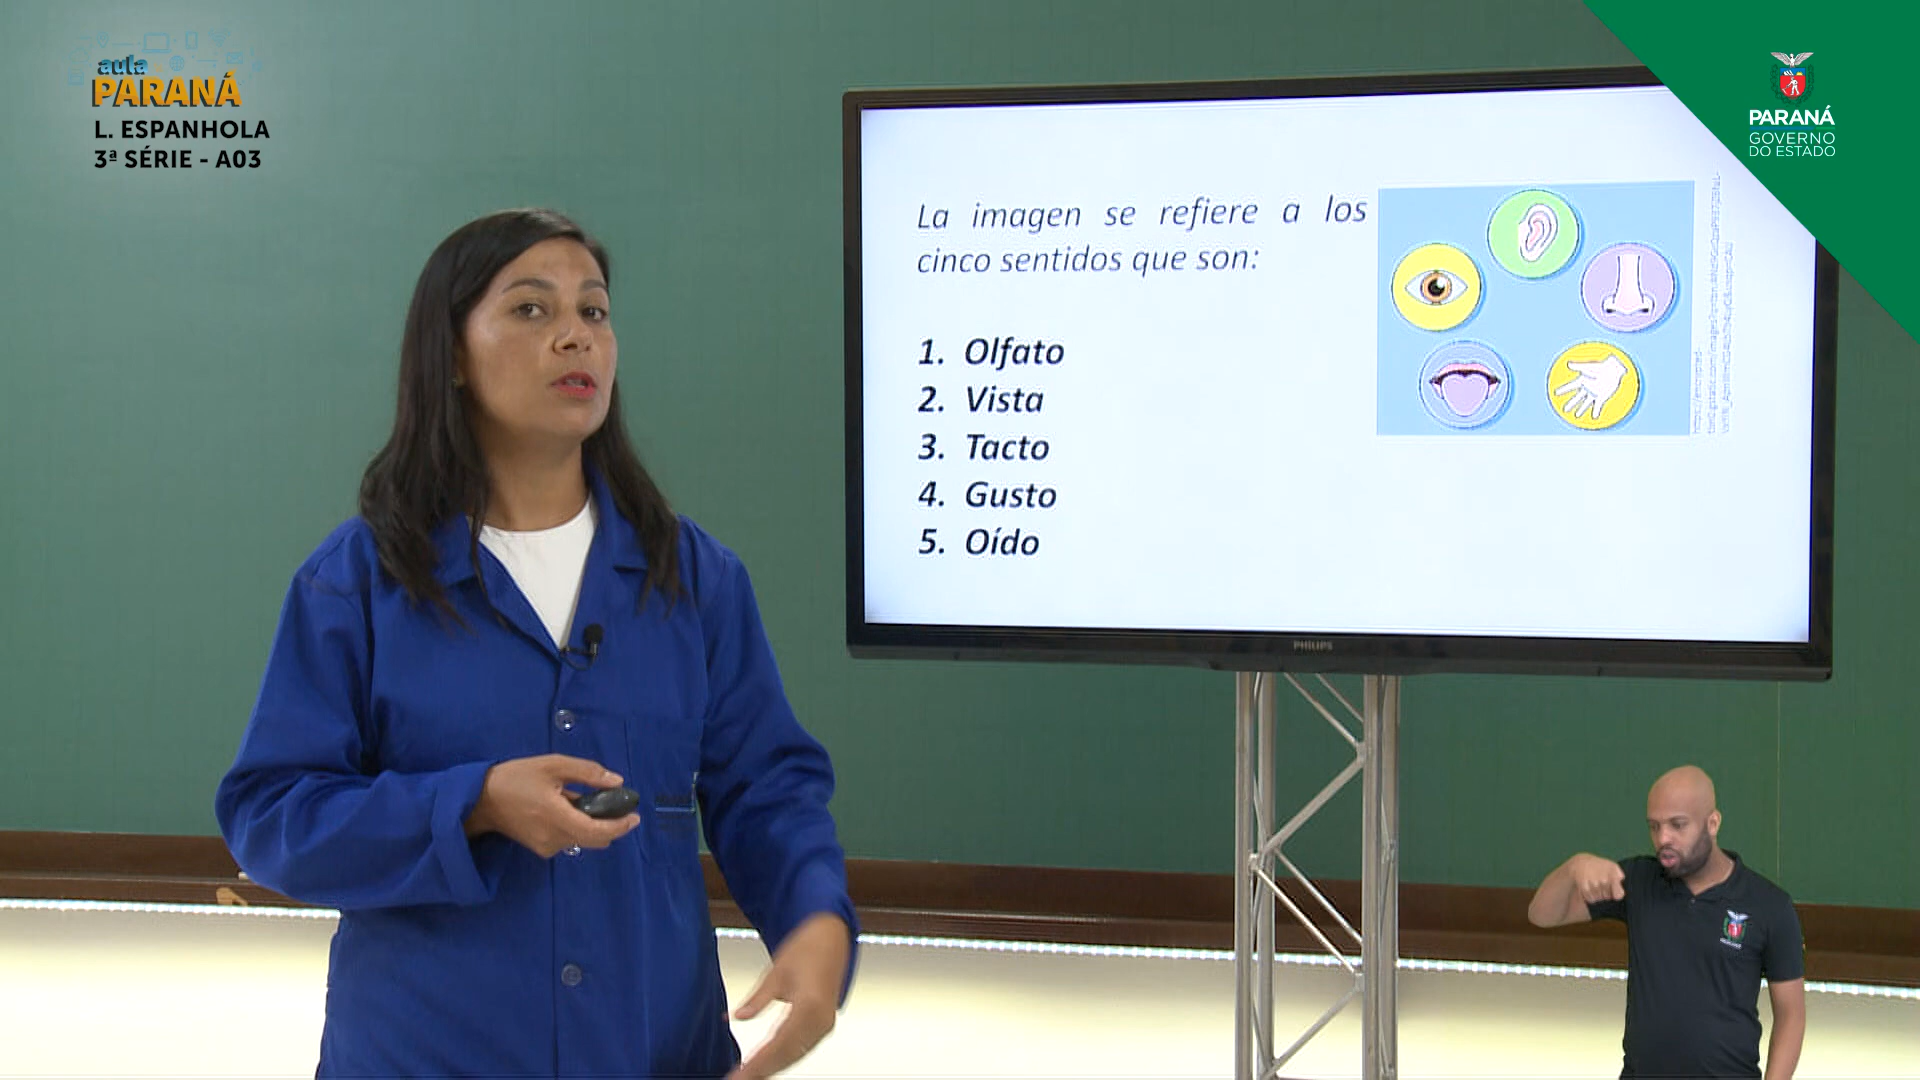 aula
PARANÁ
L. ESPANHOLA
3ª SÉRIE - A03
PARANÁ
GOVERNO
DO ESTADO
La imagen se refiere a los
cinco sentidos que son:
1. Olfato
2. Vista
3. Tacto
4. Gusto
5. Oído
PHILIPS